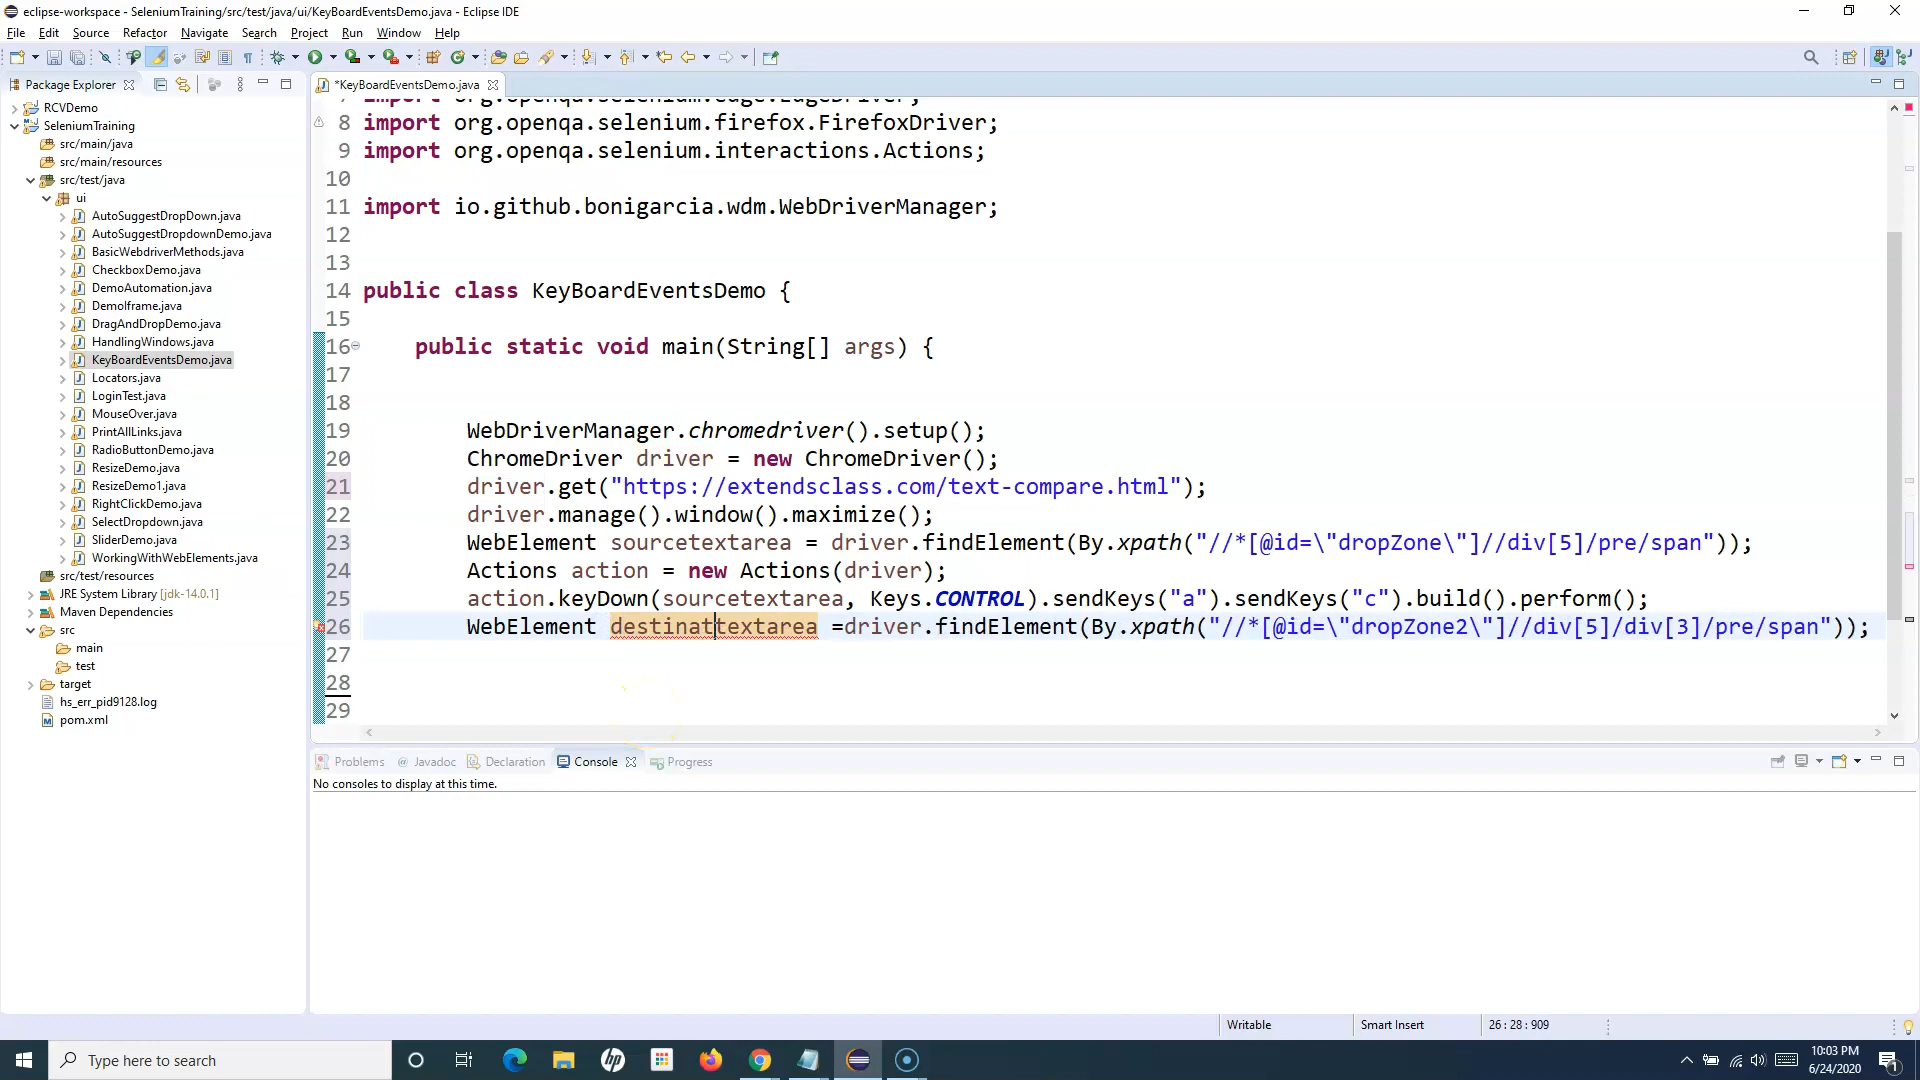 eclipse-workspace - SeleniumTraining/src/test/java/ui/KeyBoardEventsDemo.java - Eclipse IDE
File Edit Source Refactor Navigate Search Project Run Window Help
Package Explorer
RCVDemo
SeleniumTraining
src/main/java
src/main/resources
src/test/java
ui
AutoSuggestDropDown.java
AutoSuggestDropdownDemo.java
BasicWebdriverMethods.java
CheckboxDemo.java
DemoAutomation.java
DemoIframe.java
DragAndDropDemo.java
HandlingWindows.java
KeyBoardEventsDemo.java
Locators.java
LoginTest.java
MouseOver.java
PrintAllLinks.java
RadioButtonDemo.java
ResizeDemo.java
ResizeDemo1.java
RightClickDemo.java
SelectDropdown.java
SliderDemo.java
WorkingWithWebElements.java
src/test/resources
JRE System Library [jdk-14.0.1]
Maven Dependencies
src
main
test
target
hs_err_pid9128.log
pom.xml
*KeyBoardEventsDemo.java
7 import org.openqa.selenium.edge.EdgeDriver;
8 import org.openqa.selenium.firefox.FirefoxDriver;
9 import org.openqa.selenium.interactions.Actions;
10
11 import io.github.bonigarcia.wdm.WebDriverManager;
12
13
14 public class KeyBoardEventsDemo {
15
16 public static void main(String[] args) {
17
18
19 WebDriverManager.chromedriver().setup();
20 ChromeDriver driver = new ChromeDriver();
21 driver.get("https://extendsclass.com/text-compare.html");
22 driver.manage().window().maximize();
23 WebElement sourcetextarea = driver.findElement(By.xpath("//*[@id=\"dropZone\"]//div[5]/pre/span"));
24 Actions action = new Actions(driver);
25 action.keyDown(sourcetextarea, Keys.CONTROL).sendKeys("a").sendKeys("c").build().perform();
26 WebElement destinattextarea =driver.findElement(By.xpath("//*[@id=\"dropZone2\"]//div[5]/div[3]/pre/span"));
27
28
29
Problems Javadoc Declaration Console Progress
No consoles to display at this time.
Writable Smart Insert 26 : 28 : 909
Type here to search
10:03 PM
6/24/2020
1